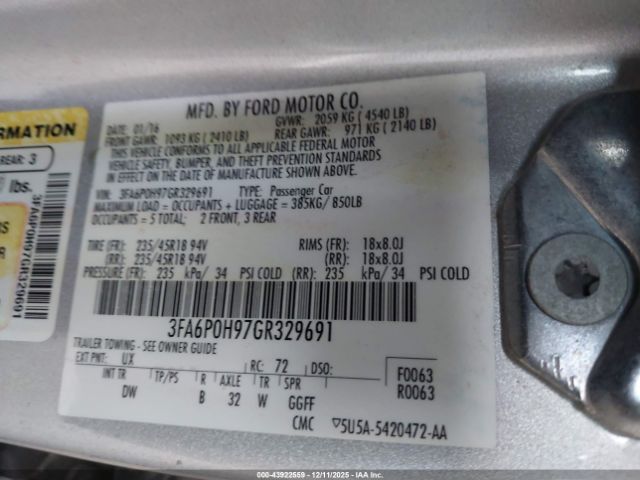 MFD. BY FORD MOTOR CO.
DATE: 01/16 GVWR: 2059 KG ( 4540 LB)
FRONT GAWR: 1093 KG ( 2410 LB) REAR GAWR: 971 KG ( 2140 LB)
THIS VEHICLE CONFORMS TO ALL APPLICABLE FEDERAL MOTOR
VEHICLE SAFETY, BUMPER, AND THEFT PREVENTION STANDARDS
IN EFFECT ON THE DATE OF MANUFACTURE SHOWN ABOVE.
VIN: 3FA6P0H97GR329691 TYPE: Passenger Car
MAXIMUM LOAD = OCCUPANTS + LUGGAGE = 385KG/ 850LB
OCCUPANTS = 5 TOTAL; 2 FRONT, 3 REAR
TIRE (FR): 235/45R18 94V RIMS (FR): 18x8.0J
(RR): 235/45R18 94V (RR): 18x8.0J
PRESSURE (FR): 235 kPa/ 34 PSI COLD (RR): 235 kPa/ 34 PSI COLD
3FA6P0H97GR329691
TRAILER TOWING - SEE OWNER GUIDE
EXT PNT: UX RC: 72 DSO: F0063
INT TR TP/PS R AXLE TR SPR R0063
DW B 32 W GGFF
CMC 5U5A-5420472-AA
RMATION
REAR: 3
lbs.
RS
R
3FA6P0H97GR329691
000-43922559 - 12/11/2025 - IAA. Inc.